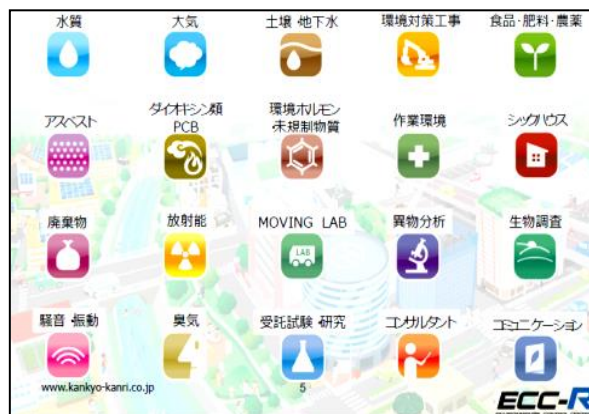 水質
大気
土壌・地下水
環境対策工事
食品・肥料・農薬
アスベスト
ダイオキシン類
PCB
環境ホルモン
・未規制物質
作業環境
シックハウス
廃棄物
放射能
MOVING LAB
LAB
異物分析
生物調査
騒音・振動
臭気
受託試験・研究
コンサルタント
コミュニケーション
www.kankyo-kanri.co.jp
5
ECC-R